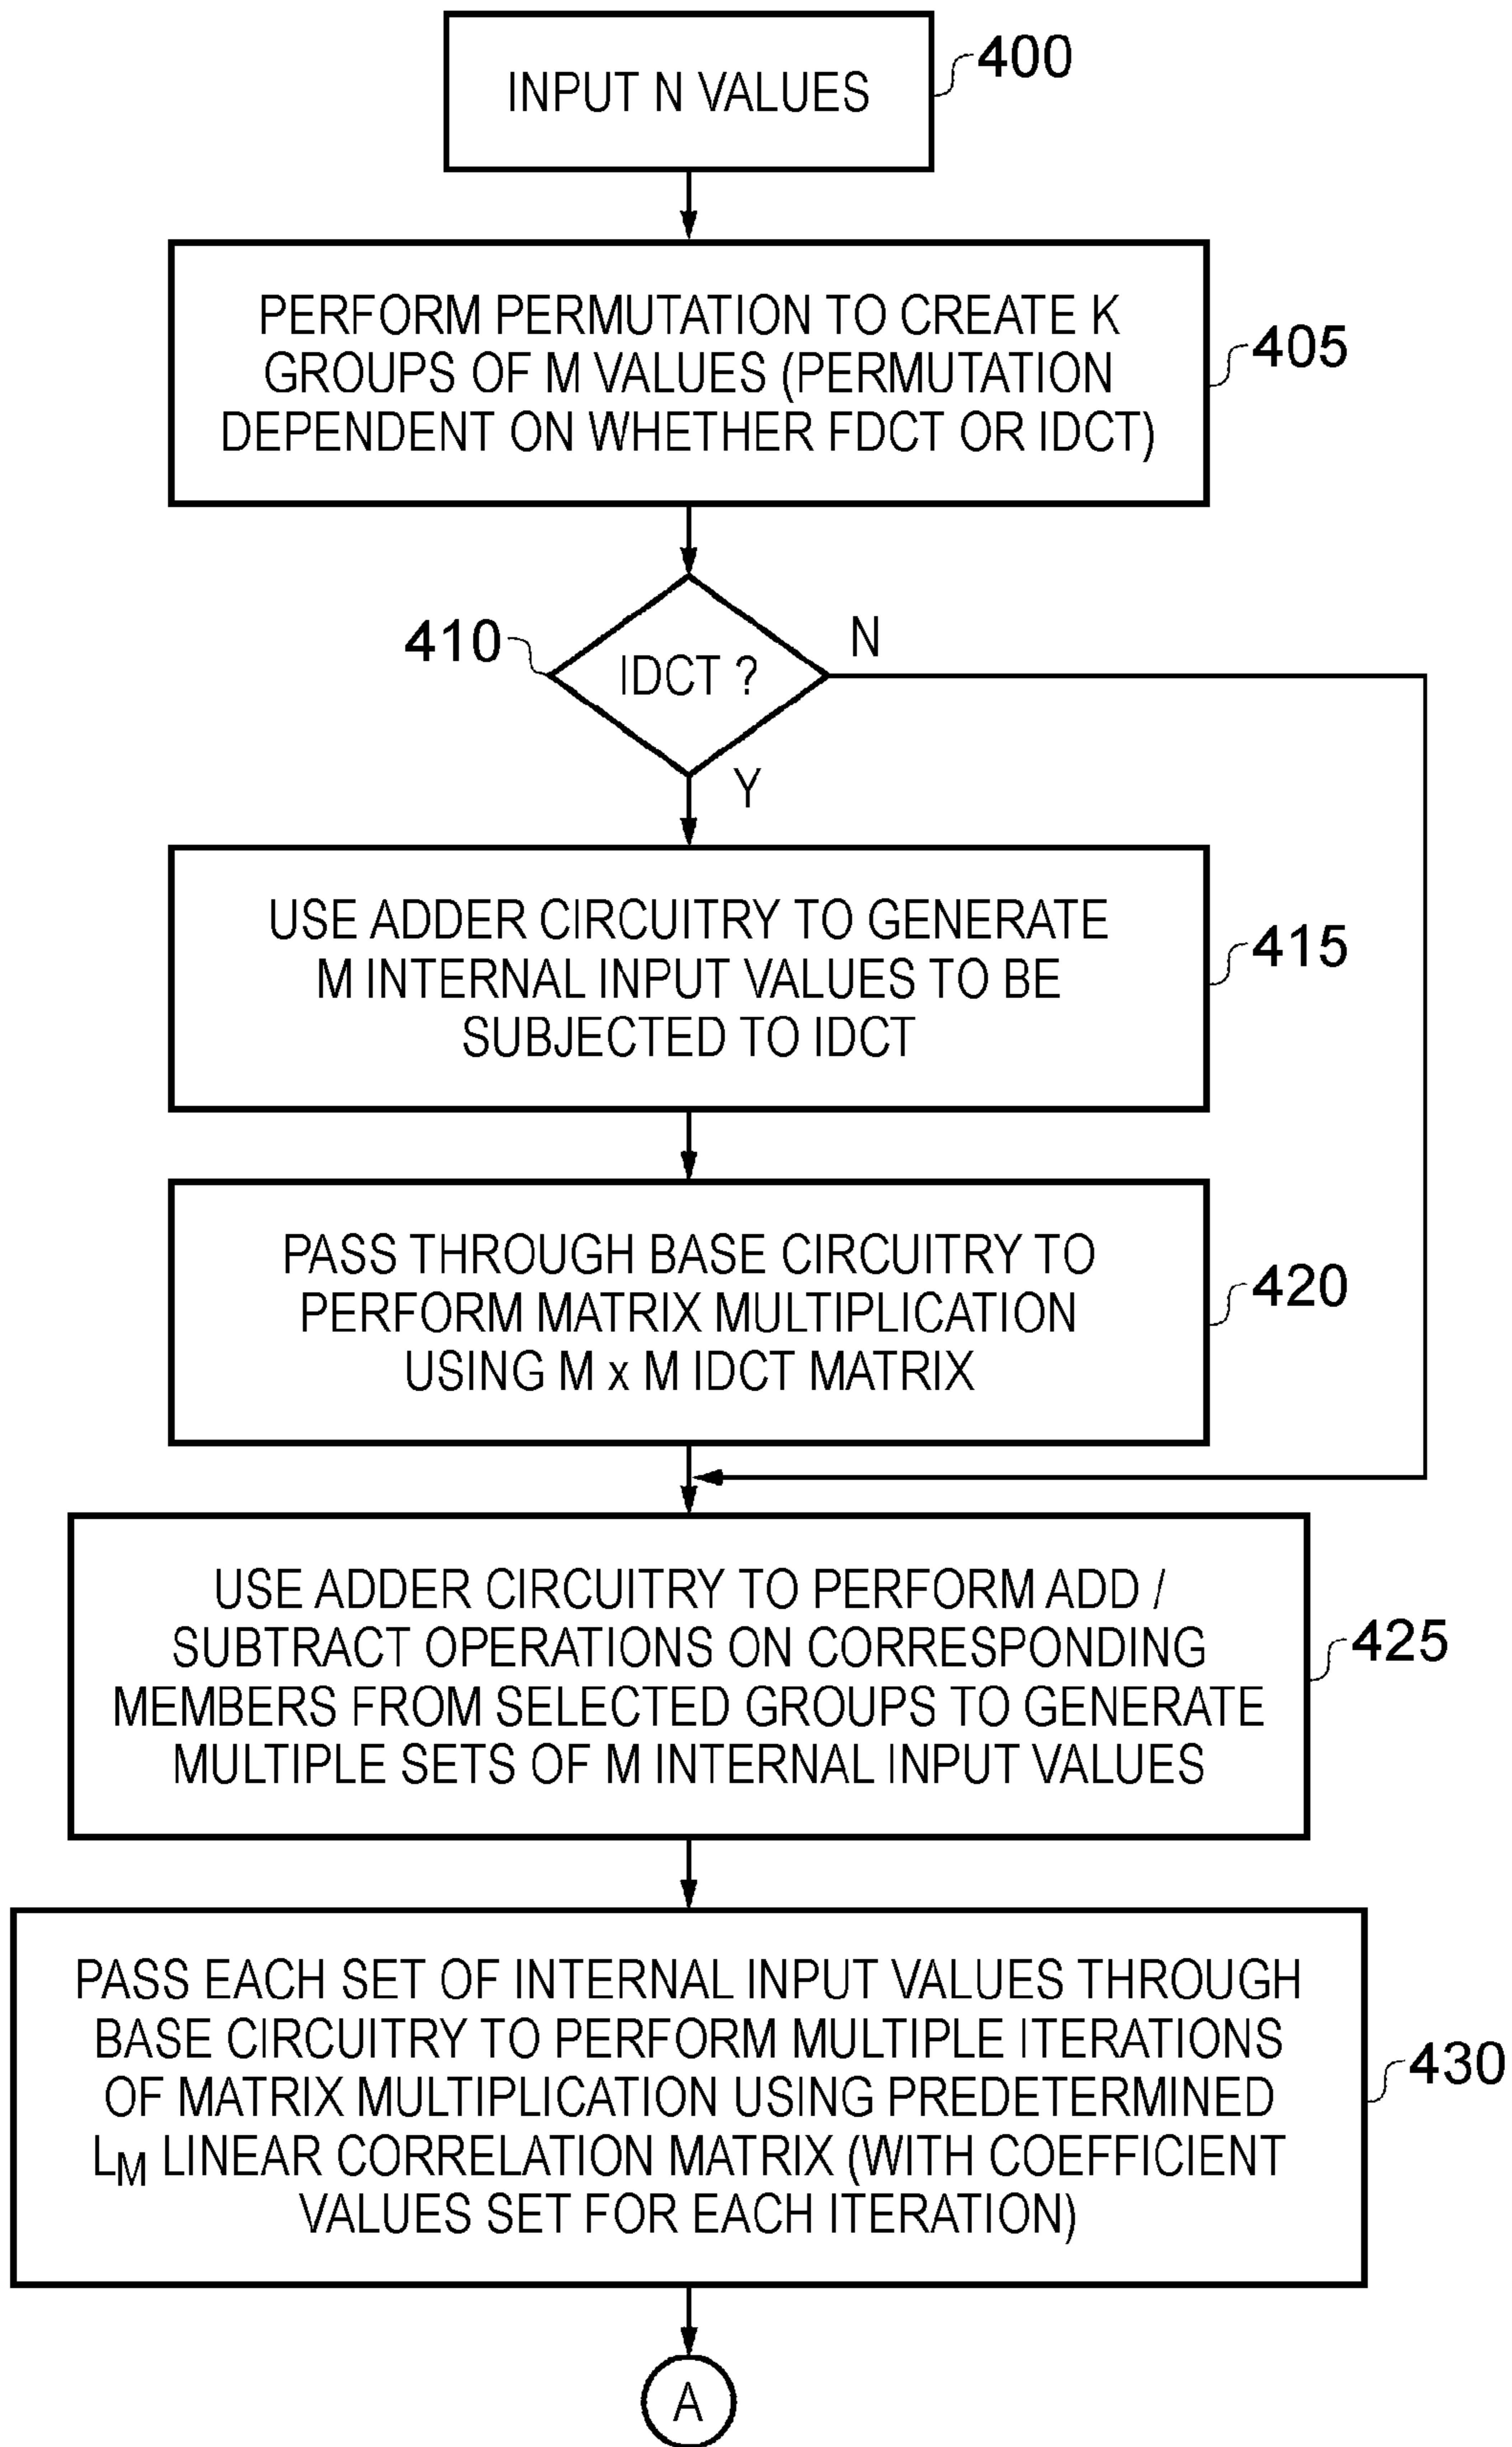 INPUT N VALUES
400
PERFORM PERMUTATION TO CREATE K
GROUPS OF M VALUES (PERMUTATION
DEPENDENT ON WHETHER FDCT OR IDCT)
405
410
IDCT ?
N
Y
USE ADDER CIRCUITRY TO GENERATE
M INTERNAL INPUT VALUES TO BE
SUBJECTED TO IDCT
415
PASS THROUGH BASE CIRCUITRY TO
PERFORM MATRIX MULTIPLICATION
USING M x M IDCT MATRIX
420
USE ADDER CIRCUITRY TO PERFORM ADD /
SUBTRACT OPERATIONS ON CORRESPONDING
MEMBERS FROM SELECTED GROUPS TO GENERATE
MULTIPLE SETS OF M INTERNAL INPUT VALUES
425
PASS EACH SET OF INTERNAL INPUT VALUES THROUGH
BASE CIRCUITRY TO PERFORM MULTIPLE ITERATIONS
OF MATRIX MULTIPLICATION USING PREDETERMINED
LM LINEAR CORRELATION MATRIX (WITH COEFFICIENT
VALUES SET FOR EACH ITERATION)
430
A